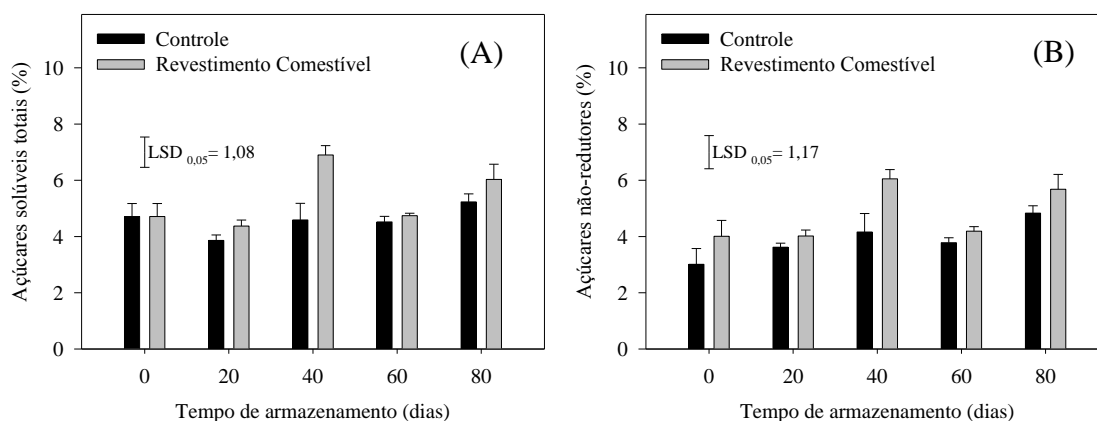 Controle
Revestimento Comestível
(A)
LSD 0,05= 1,08
Açúcares solúveis totais (%)
10
8
6
4
2
0
0 20 40 60 80
Tempo de armazenamento (dias)
Controle
Revestimento Comestível
(B)
LSD 0,05= 1,17
Açúcares não-redutores (%)
10
8
6
4
2
0
0 20 40 60 80
Tempo de armazenamento (dias)